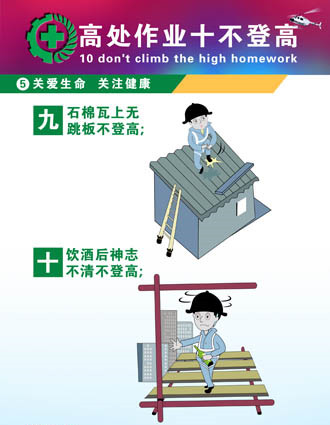 高处作业十不登高
10 don't climb the high homework
⑤关爱生命 关注健康
九 石棉瓦上无
跳板不登高;
十 饮酒后神志
不清不登高;